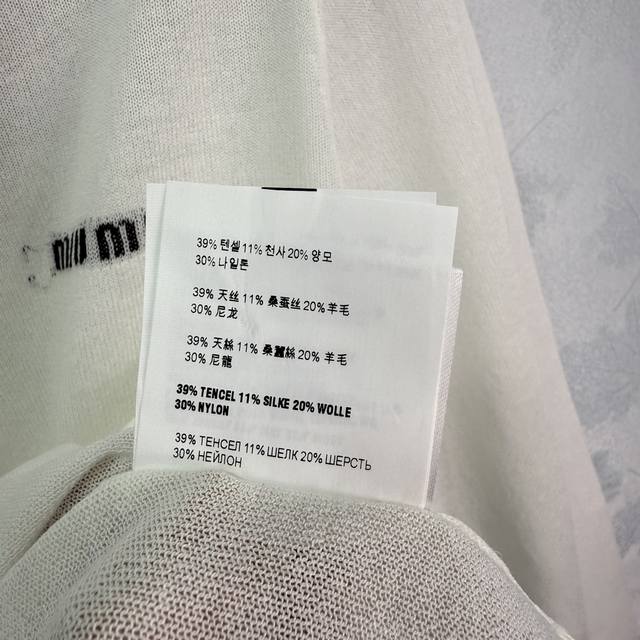 39% 텐셀 11% 천사 20% 양모
30% 나일론
39% 天丝 11% 桑蚕丝 20% 羊毛
30% 尼龙
39% 天絲 11% 桑蠶絲 20% 羊毛
30% 尼龍
39% TENCEL 11% SILKE 20% WOLLE
30% NYLON
39% ТЕНСЕЛ 11% ШЕЛК 20% ШЕРСТЬ
30% НЕЙЛОН